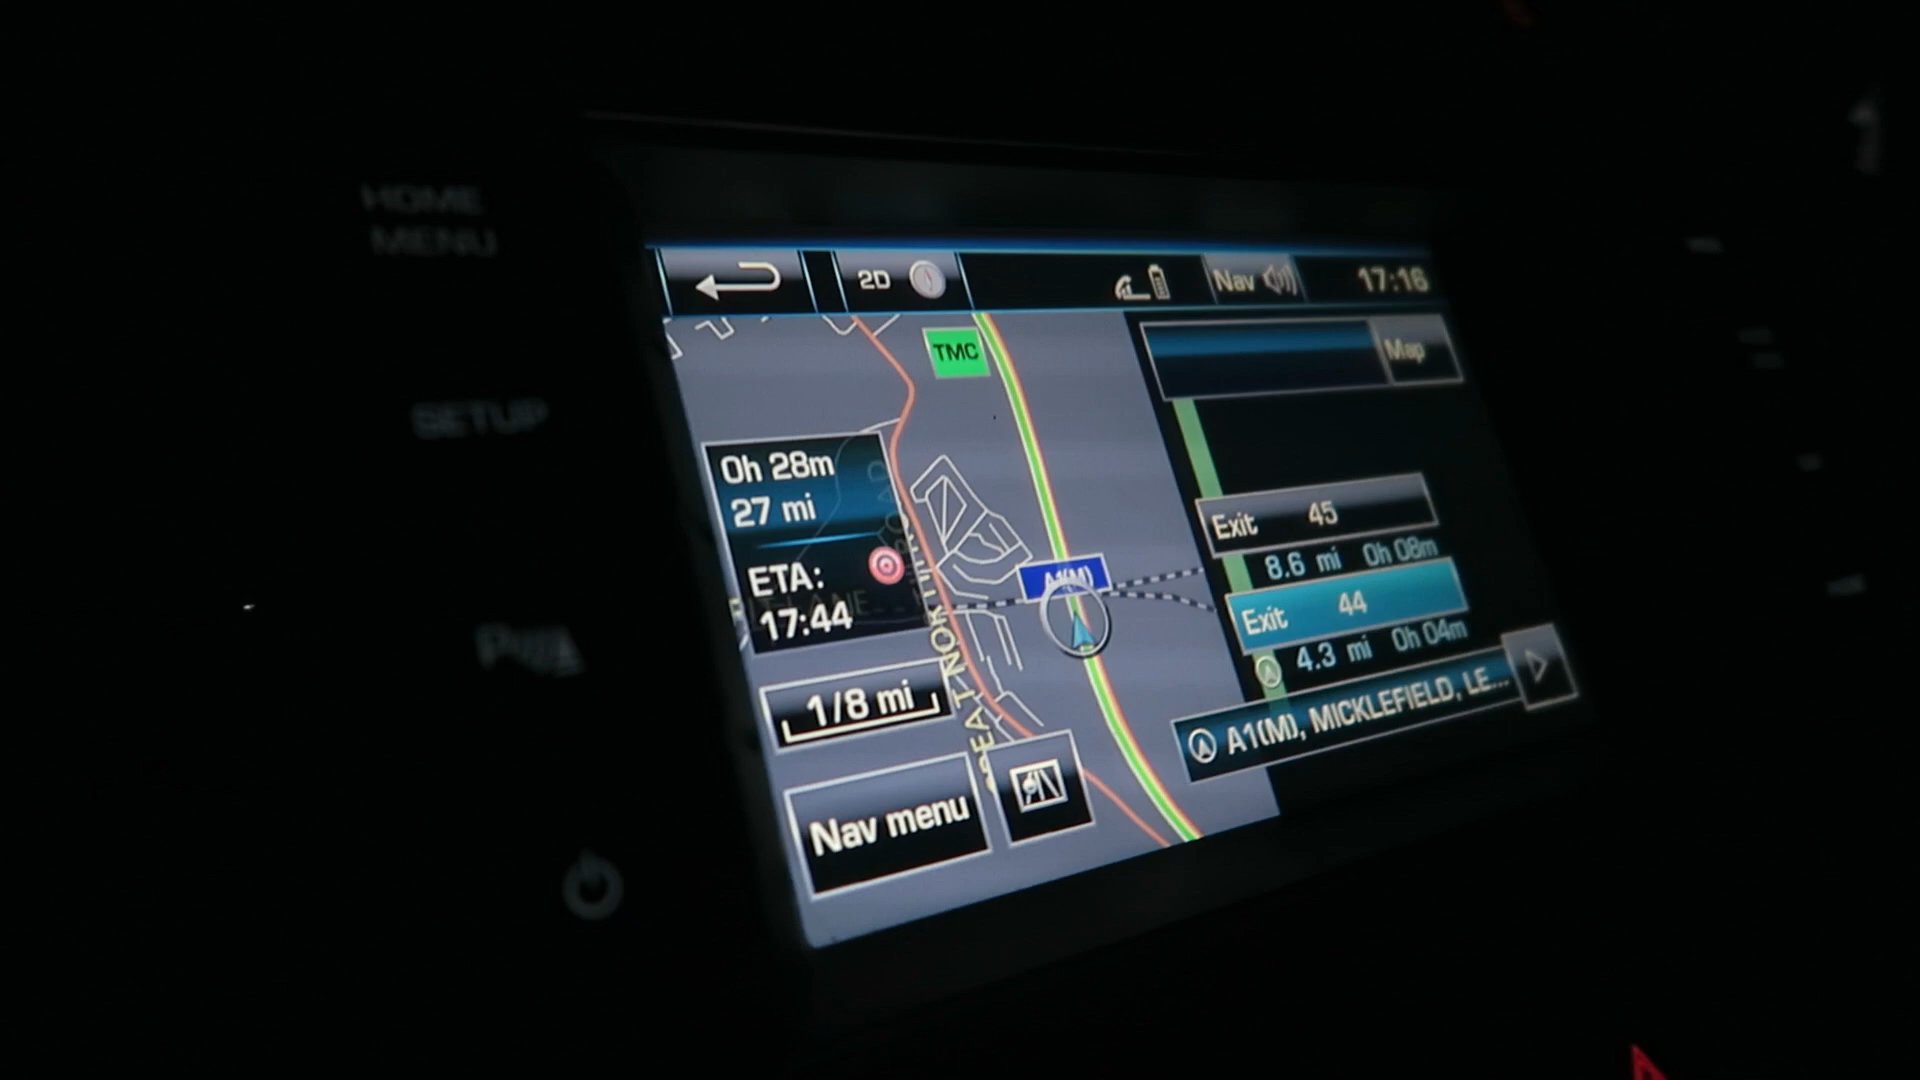 HOME
MENU
SETUP
2D
Nav
17:16
TMC
Map
0h 28m
27 mi
ETA:
17:44
A1(M)
Exit 45
8.6 mi 0h 08m
Exit 44
4.3 mi 0h 04m
A1(M), MICKLEFIELD, LE...
1/8 mi
Nav menu